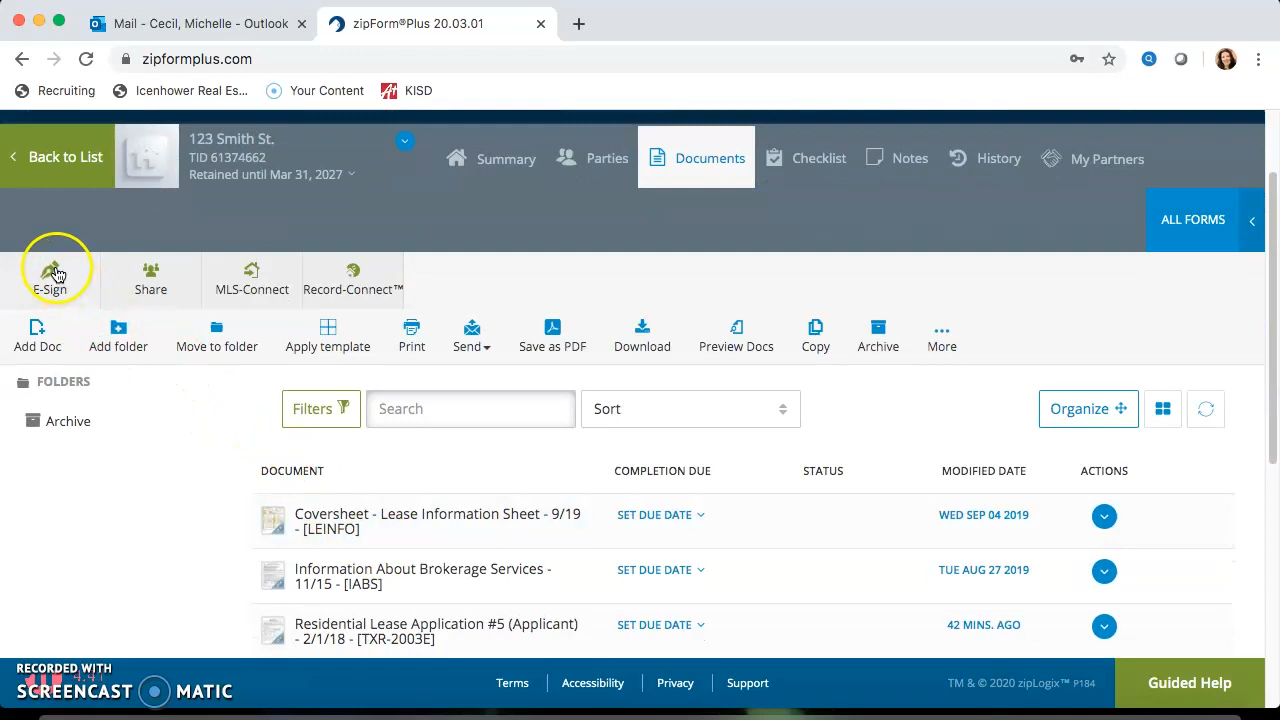 Mail - Cecil, Michelle - Outlook
zipForm®Plus 20.03.01
zipformplus.com
Recruiting
Icenhower Real Es...
Your Content
KISD
Back to List
123 Smith St.
TID 61374662
Retained until Mar 31, 2027
Summary
Parties
Documents
Checklist
Notes
History
My Partners
ALL FORMS
E-Sign
Share
MLS-Connect
Record-Connect™
Add Doc
Add folder
Move to folder
Apply template
Print
Send
Save as PDF
Download
Preview Docs
Copy
Archive
More
FOLDERS
Archive
Filters
Search
Sort
Organize
DOCUMENT
COMPLETION DUE
STATUS
MODIFIED DATE
ACTIONS
Coversheet - Lease Information Sheet - 9/19
- [LEINFO]
SET DUE DATE
WED SEP 04 2019
Information About Brokerage Services -
11/15 - [IABS]
SET DUE DATE
TUE AUG 27 2019
Residential Lease Application #5 (Applicant)
- 2/1/18 - [TXR-2003E]
SET DUE DATE
42 MINS. AGO
RECORDED WITH
SCREENCAST MATIC
4:41
Terms
Accessibility
Privacy
Support
TM & © 2020 zipLogix™ P184
Guided Help